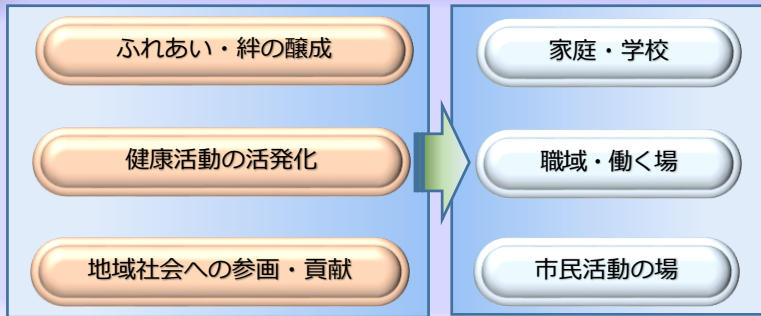 ふれあい・絆の醸成
健康活動の活発化
地域社会への参画・貢献
家庭・学校
職域・働く場
市民活動の場